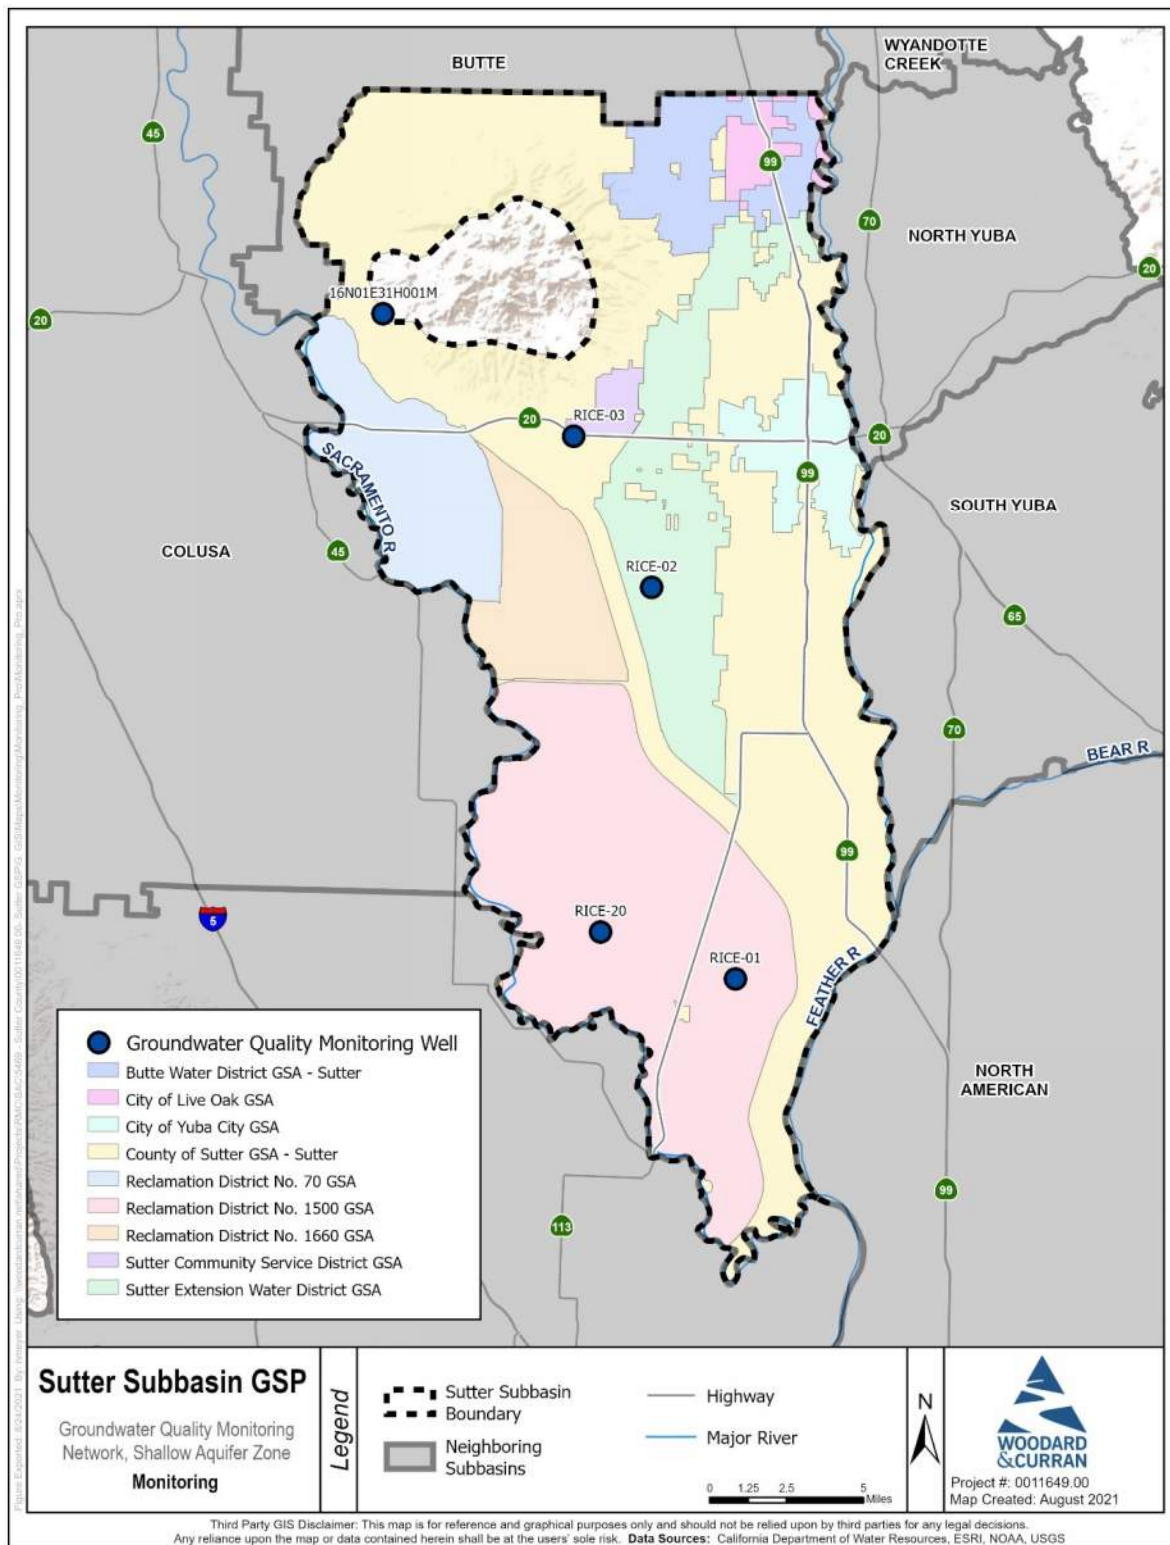 BUTTE
WYANDOTTE
CREEK
45
99
70
NORTH YUBA
20
16N01E31H001M
20
RICE-03
20
20
99
SACRAMENTO R
SOUTH YUBA
COLUSA
45
RICE-02
65
70
BEAR R
99
RICE-20
5
RICE-01
FEATHER R
NORTH
AMERICAN
99
113
Groundwater Quality Monitoring Well
Butte Water District GSA - Sutter
City of Live Oak GSA
City of Yuba City GSA
County of Sutter GSA - Sutter
Reclamation District No. 70 GSA
Reclamation District No. 1500 GSA
Reclamation District No. 1660 GSA
Sutter Community Service District GSA
Sutter Extension Water District GSA
Sutter Subbasin GSP
Groundwater Quality Monitoring
Network, Shallow Aquifer Zone
Monitoring
Legend
Sutter Subbasin
Boundary
Neighboring
Subbasins
Highway
Major River
0 1.25 2.5 5
Miles
N
WOODARD
&CURRAN
Project #: 0011649.00
Map Created: August 2021
Third Party GIS Disclaimer: This map is for reference and graphical purposes only and should not be relied upon by third parties for any legal decisions.
Any reliance upon the map or data contained herein shall be at the users' sole risk. Data Sources: California Department of Water Resources, ESRI, NOAA, USGS
Figure Exported: 8/24/2021 By: